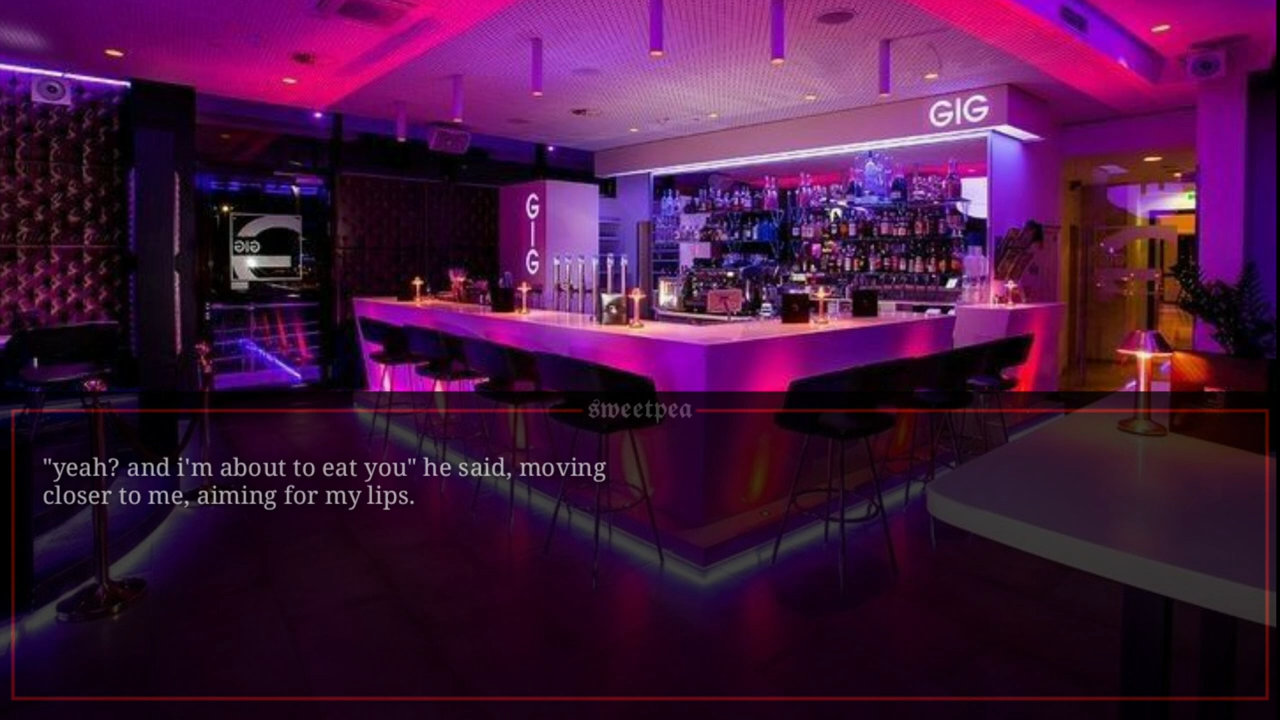 GIG
G
I
G
GIG
sweetpea
"yeah? and i'm about to eat you" he said, moving
closer to me, aiming for my lips.